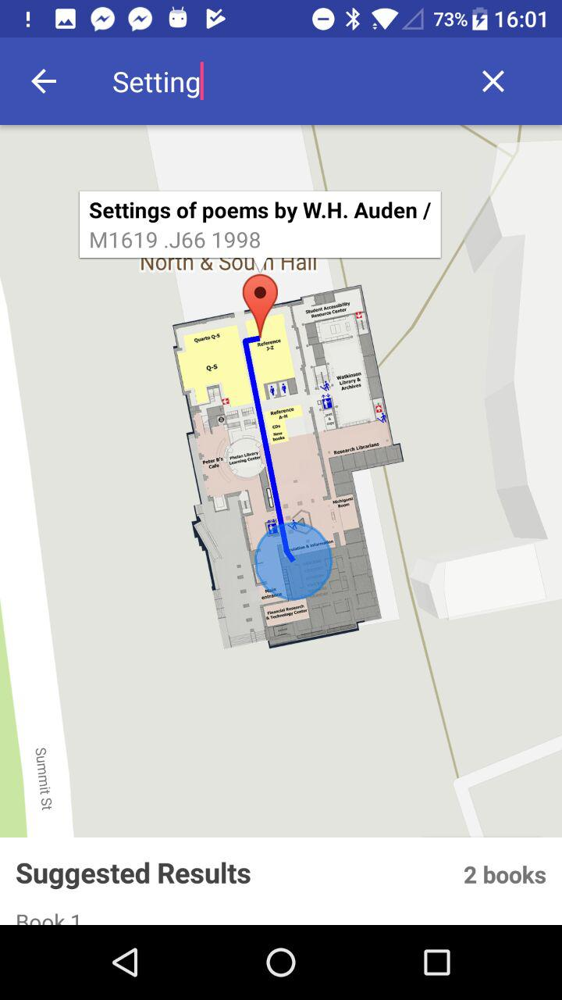 73% 16:01
Setting
Settings of poems by W.H. Auden /
M1619 .J66 1998
North & South Hall
Student Accessibility
Resource Center
Quarto Q-S
Q-S
Reference
J-Z
Watkinson
Library &
Archives
Reference
A-H
CDs
New
books
Peter B's
Cafe
Phelan Library
Learning Center
Research Librarians
Michigami
Room
& information
Main
entrance
Financial Research
& Technology Center
Summit St
Suggested Results
2 books
Book 1